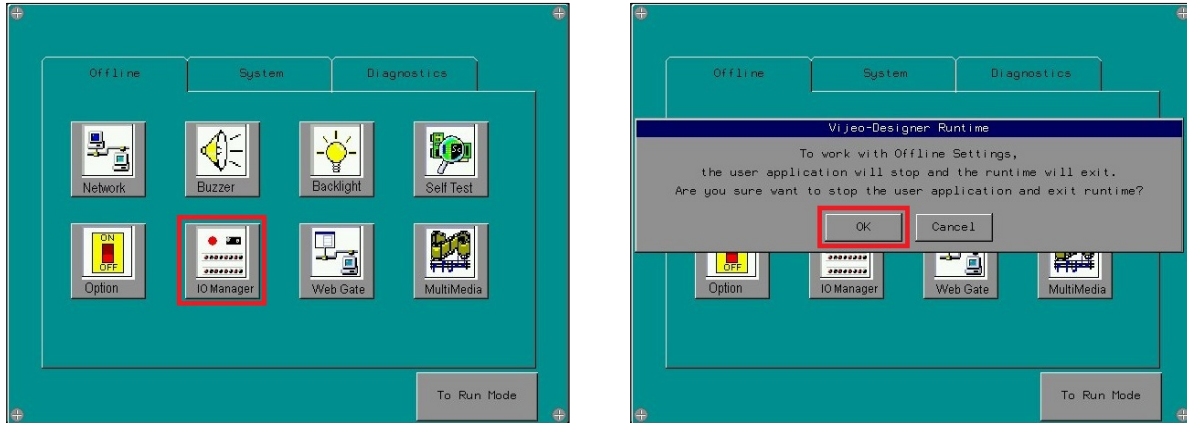 Offline System Diagnostics
Network Buzzer Backlight Self Test
ON
OFF
Option IO Manager Web Gate MultiMedia
To Run Mode
Offline System Diagnostics
Vijeo-Designer Runtime
To work with Offline Settings,
the user application will stop and the runtime will exit.
Are you sure want to stop the user application and exit runtime?
OK Cancel
OFF
Option IO Manager Web Gate MultiMedia
To Run Mode